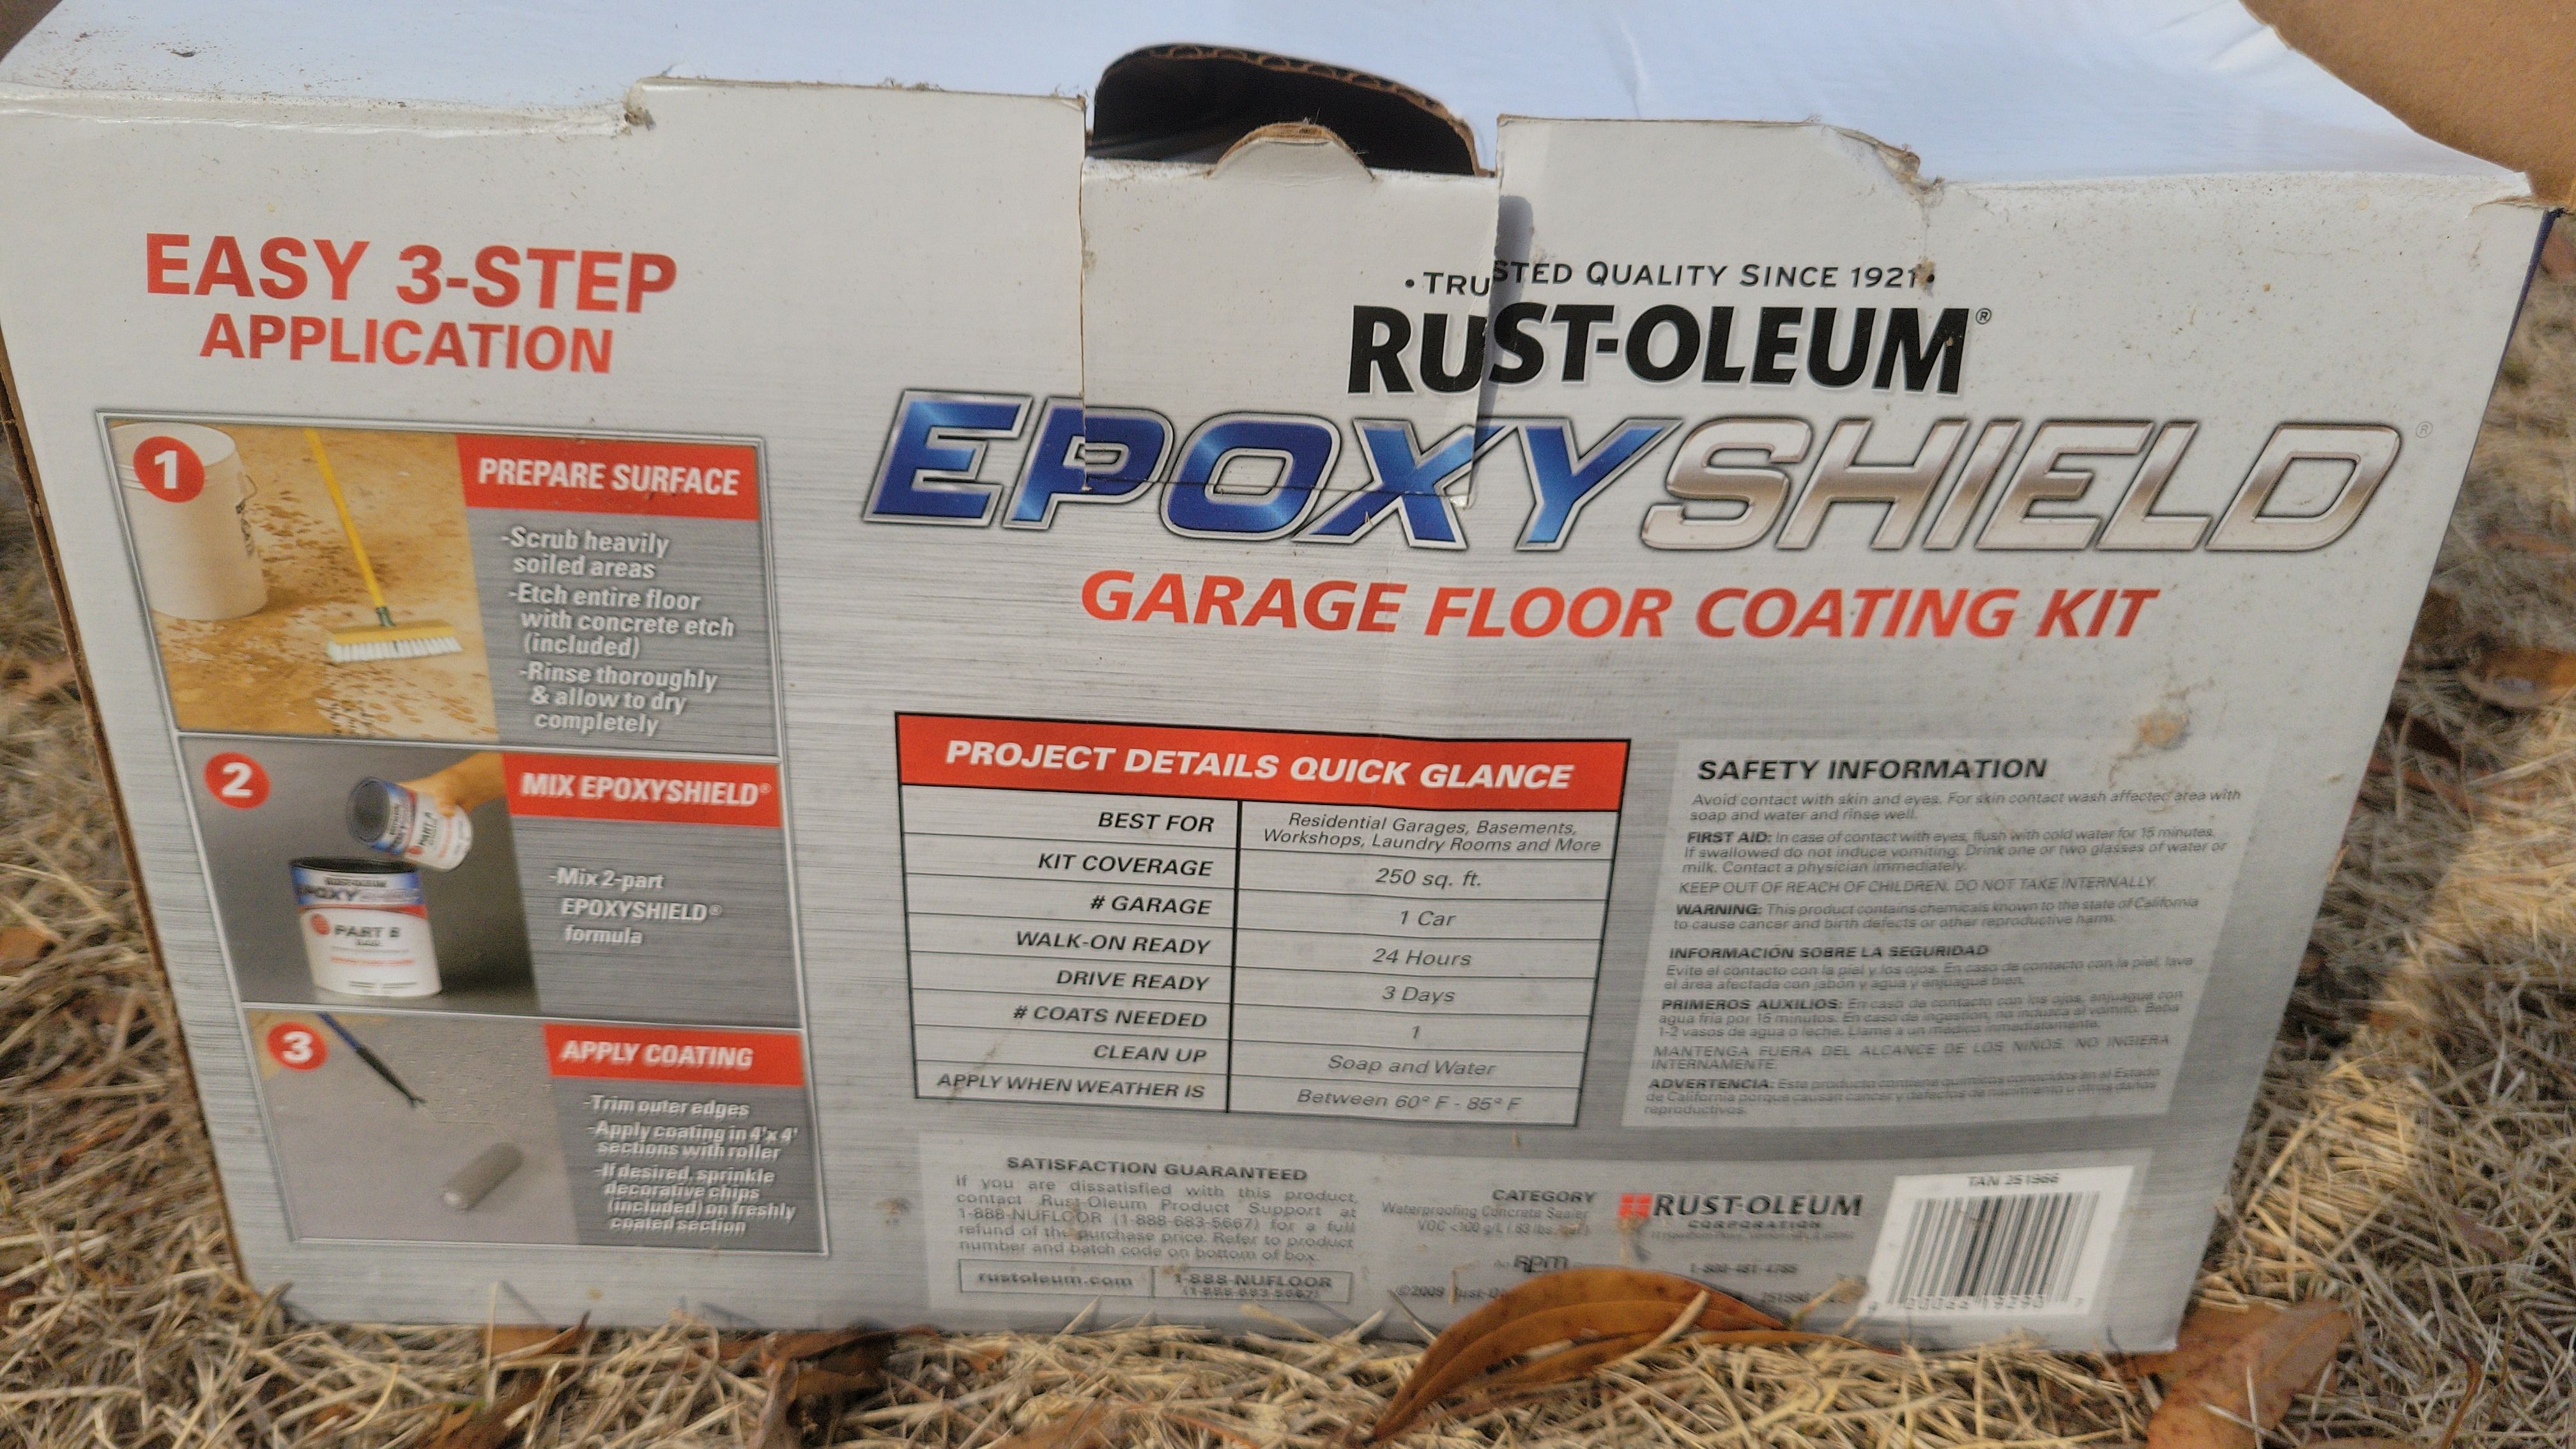 EASY 3-STEP
APPLICATION
1
PREPARE SURFACE
-Scrub heavily
soiled areas
-Etch entire floor
with concrete etch
(included)
-Rinse thoroughly
& allow to dry
completely
2
MIX EPOXYSHIELD®
PART A
RUST-OLEUM
EPOXYSHIELD
PART B
-Mix 2-part
EPOXYSHIELD®
formula
3
APPLY COATING
-Trim outer edges
-Apply coating in 4'x 4'
sections with roller
-If desired, sprinkle
decorative chips
(included) on freshly
coated section
• TRUSTED QUALITY SINCE 1921 •
RUST-OLEUM®
EPOXYSHIELD®
GARAGE FLOOR COATING KIT
PROJECT DETAILS QUICK GLANCE
BEST FOR Residential Garages, Basements,
Workshops, Laundry Rooms and More
KIT COVERAGE 250 sq. ft.
# GARAGE 1 Car
WALK-ON READY 24 Hours
DRIVE READY 3 Days
# COATS NEEDED 1
CLEAN UP Soap and Water
APPLY WHEN WEATHER IS Between 60° F - 85° F
SAFETY INFORMATION
Avoid contact with skin and eyes. For skin contact wash affected area with
soap and water and rinse well.
FIRST AID: In case of contact with eyes, flush with cold water for 15 minutes.
If swallowed do not induce vomiting. Drink one or two glasses of water or
milk. Contact a physician immediately.
KEEP OUT OF REACH OF CHILDREN. DO NOT TAKE INTERNALLY.
WARNING: This product contains chemicals known to the state of California
to cause cancer and birth defects or other reproductive harm.
INFORMACIÓN SOBRE LA SEGURIDAD
Evite el contacto con la piel y los ojos. En caso de contacto con la piel, lave
el área afectada con jabón y agua y enjuague bien.
PRIMEROS AUXILIOS: En caso de contacto con los ojos, enjuague con
agua fría por 15 minutos. En caso de ingestión, no induzca el vómito. Beba
1-2 vasos de agua o leche. Llame a un médico inmediatamente.
MANTENGA FUERA DEL ALCANCE DE LOS NIÑOS. NO INGIERA
INTERNAMENTE.
ADVERTENCIA: Este producto contiene químicos conocidos en el Estado
de California porque causan cáncer y defectos de nacimiento u otros daños
reproductivos.
SATISFACTION GUARANTEED
If you are dissatisfied with this product,
contact Rust-Oleum Product Support at
1-888-NUFLOOR (1-888-683-5667) for a full
refund of the purchase price. Refer to product
number and batch code on bottom of box.
rustoleum.com 1-888-NUFLOOR
(1-888-683-5667)
CATEGORY
Waterproofing Concrete Sealer
VOC <100 g/L
rpm
©2009
RUST-OLEUM
CORPORATION
TAN 251966